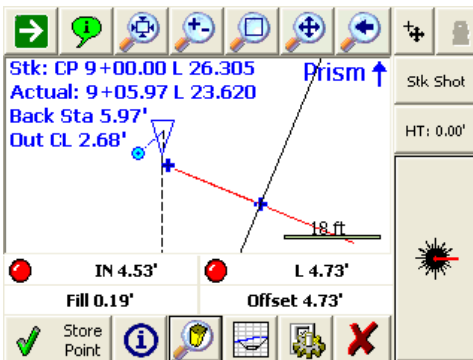 Stk: CP 9+00.00 L 26.305
Prism
Actual: 9+05.97 L 23.620
Stk Shot
Back Sta 5.97'
Out CL 2.68'
HT: 0.00'
18 ft
IN 4.53'
L 4.73'
Fill 0.19'
Offset 4.73'
Store
Point